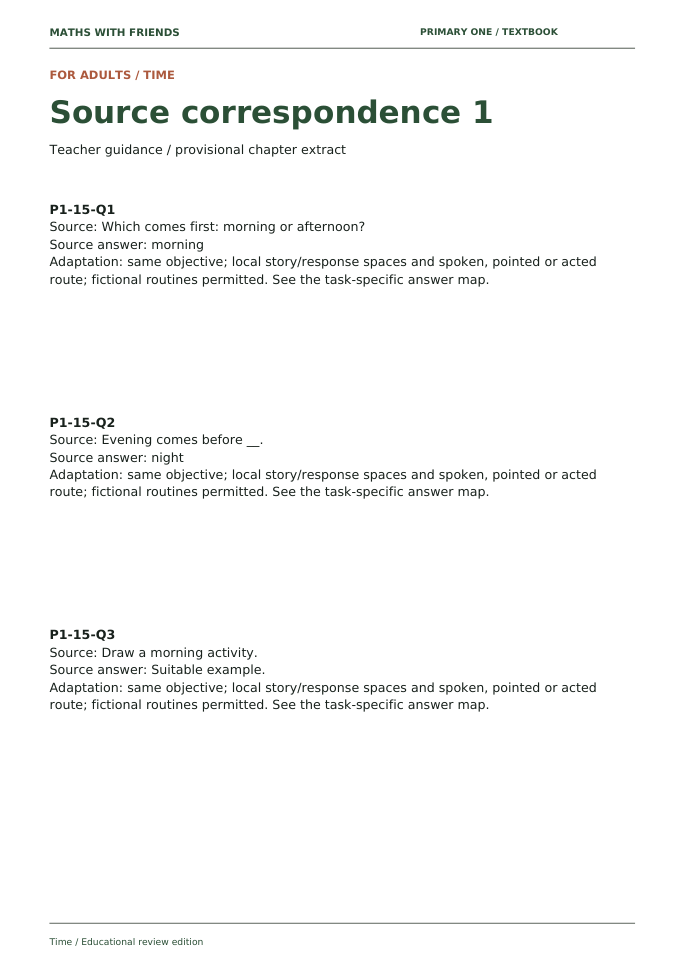 MATHS WITH FRIENDS
PRIMARY ONE / TEXTBOOK
FOR ADULTS / TIME
Source correspondence 1
Teacher guidance / provisional chapter extract
P1-15-Q1
Source: Which comes first: morning or afternoon?
Source answer: morning
Adaptation: same objective; local story/response spaces and spoken, pointed or acted
route; fictional routines permitted. See the task-specific answer map.
P1-15-Q2
Source: Evening comes before __.
Source answer: night
Adaptation: same objective; local story/response spaces and spoken, pointed or acted
route; fictional routines permitted. See the task-specific answer map.
P1-15-Q3
Source: Draw a morning activity.
Source answer: Suitable example.
Adaptation: same objective; local story/response spaces and spoken, pointed or acted
route; fictional routines permitted. See the task-specific answer map.
Time / Educational review edition